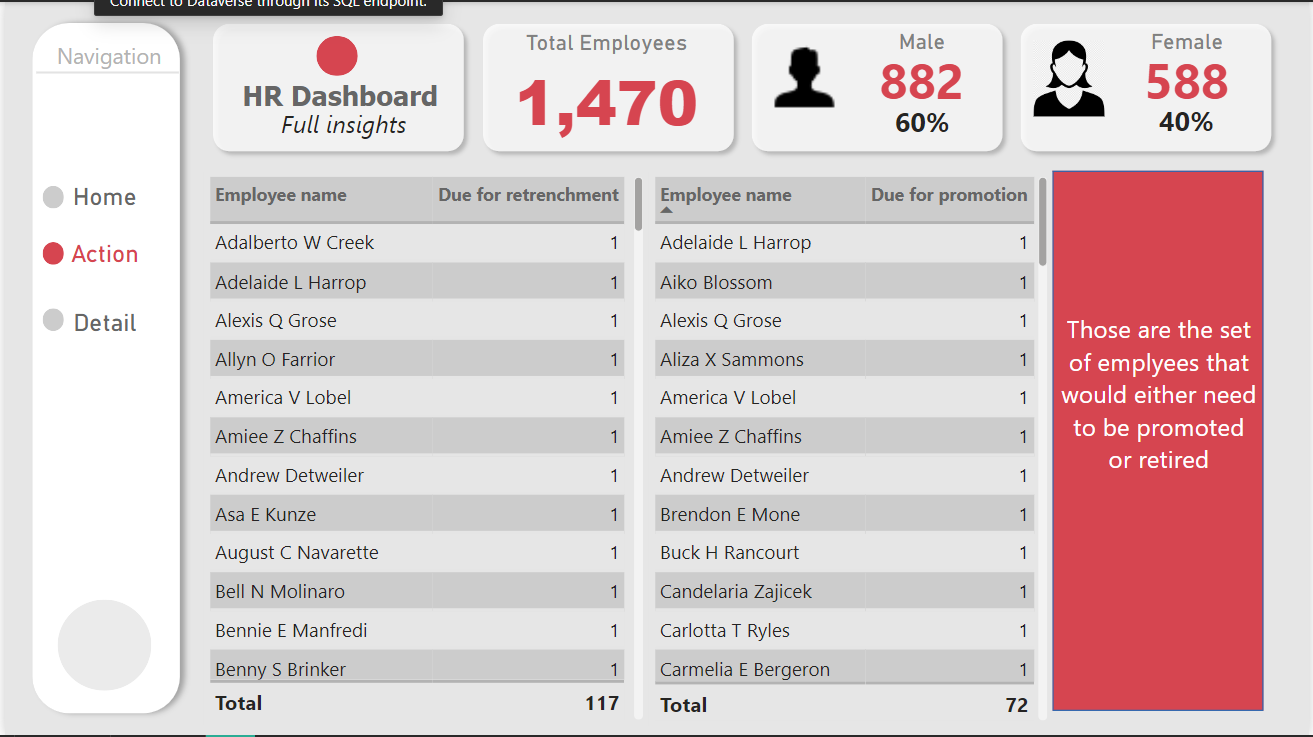 Connect to Dataverse through its SQL endpoint.
Navigation
Home
Action
Detail
HR Dashboard
Full insights
Total Employees
1,470
Male
882
60%
Female
588
40%
Employee name Due for retrenchment
Adalberto W Creek 1
Adelaide L Harrop 1
Alexis Q Grose 1
Allyn O Farrior 1
America V Lobel 1
Amiee Z Chaffins 1
Andrew Detweiler 1
Asa E Kunze 1
August C Navarette 1
Bell N Molinaro 1
Bennie E Manfredi 1
Benny S Brinker 1
Total 117
Employee name Due for promotion
Adelaide L Harrop 1
Aiko Blossom 1
Alexis Q Grose 1
Aliza X Sammons 1
America V Lobel 1
Amiee Z Chaffins 1
Andrew Detweiler 1
Brendon E Mone 1
Buck H Rancourt 1
Candelaria Zajicek 1
Carlotta T Ryles 1
Carmelia E Bergeron 1
Total 72
Those are the set
of emplyees that
would either need
to be promoted
or retired